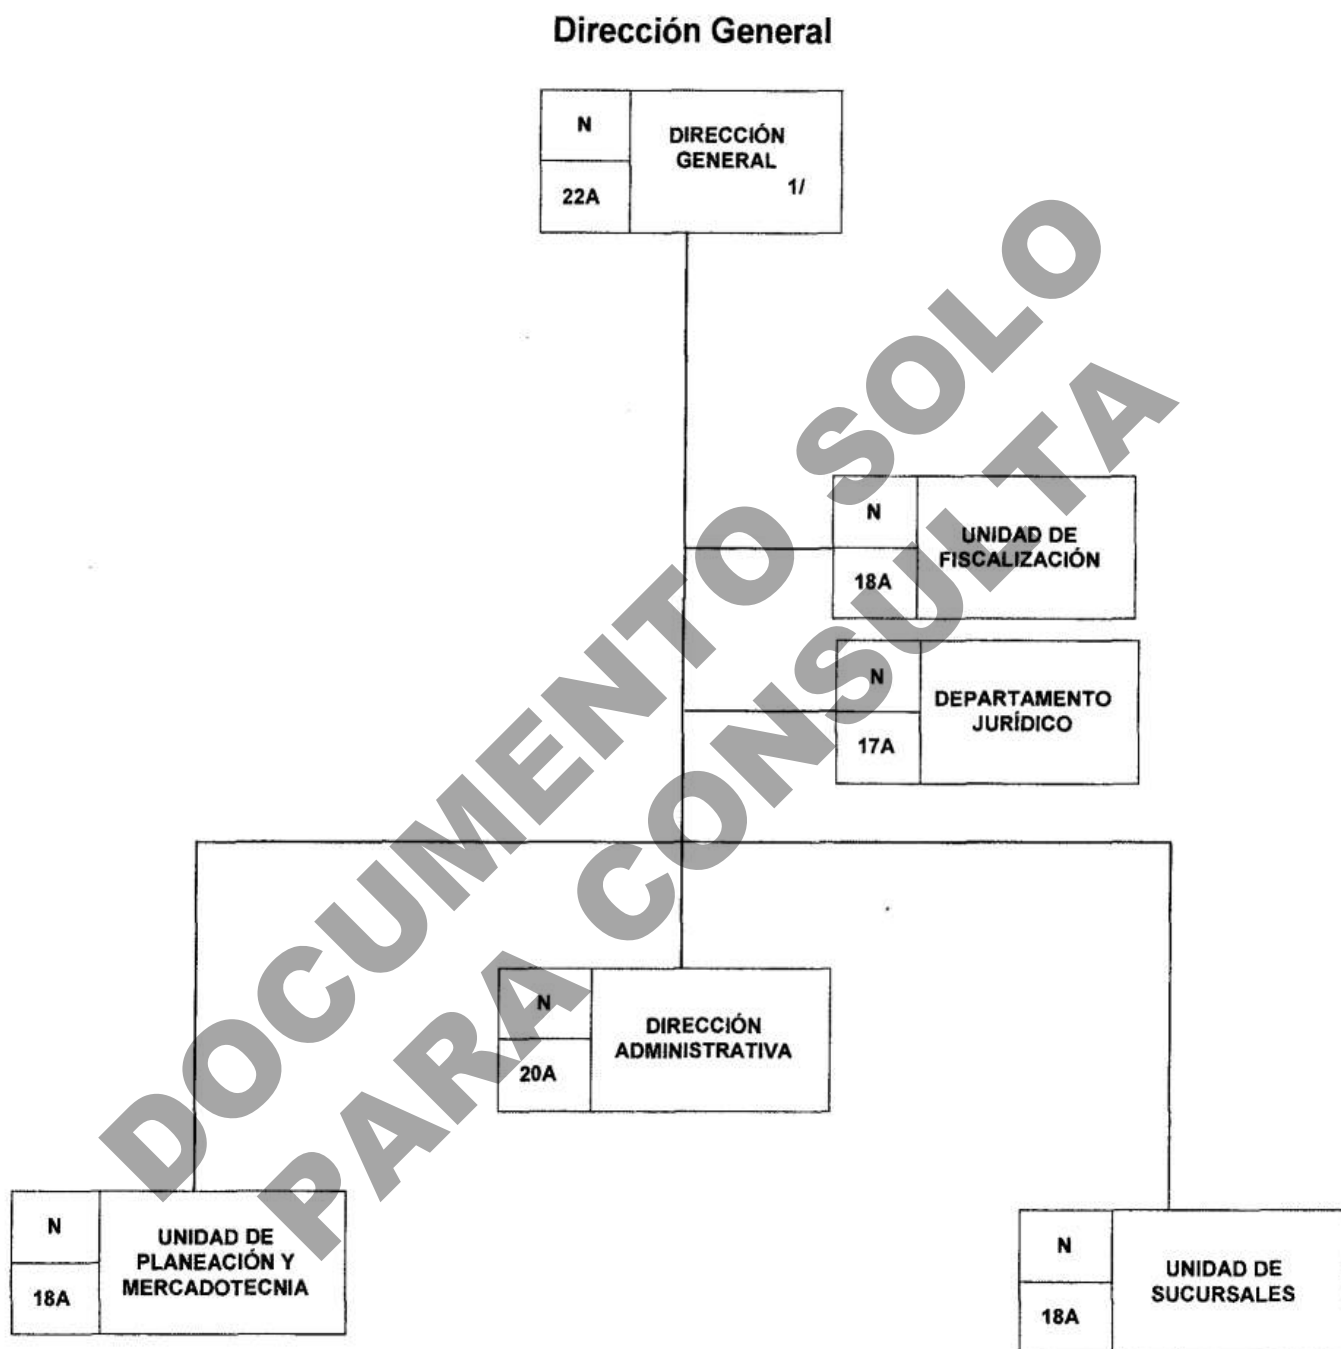 Dirección General
N
DIRECCIÓN
GENERAL
1/
22A
N
UNIDAD DE
FISCALIZACIÓN
18A
N
DEPARTAMENTO
JURÍDICO
17A
N
DIRECCIÓN
ADMINISTRATIVA
20A
N
UNIDAD DE
PLANEACIÓN Y
MERCADOTECNIA
18A
N
UNIDAD DE
SUCURSALES
18A
DOCUMENTO SOLO
PARA CONSULTA